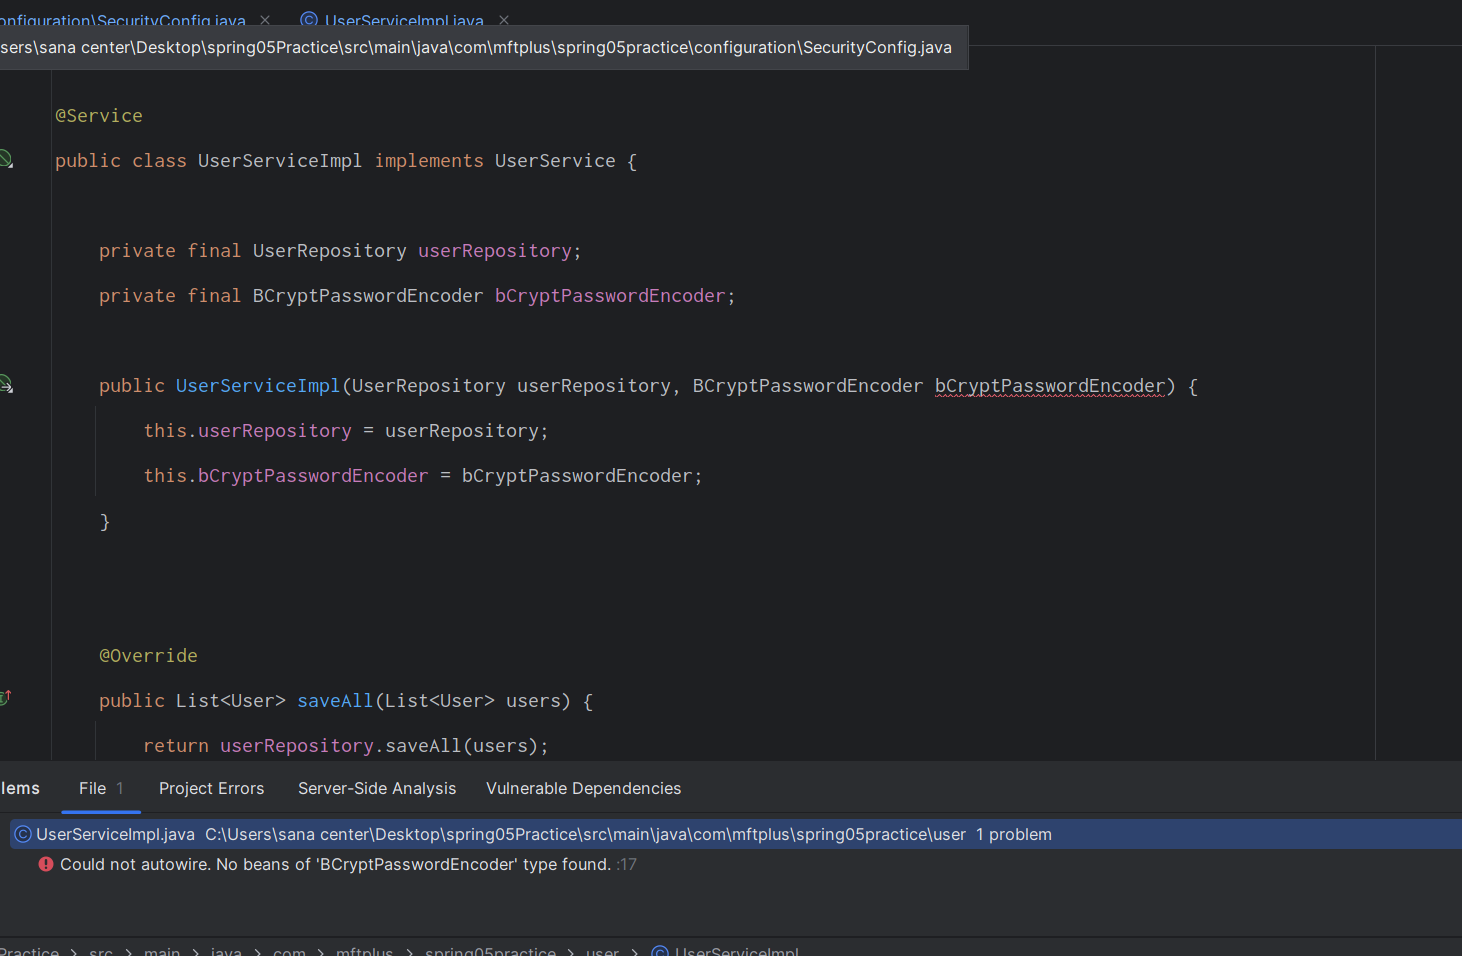 onfiguration\SecurityConfig.java × UserServiceImpl.java ×
sers\sana center\Desktop\spring05Practice\src\main\java\com\mftplus\spring05practice\configuration\SecurityConfig.java
@Service
public class UserServiceImpl implements UserService {
private final UserRepository userRepository;
private final BCryptPasswordEncoder bCryptPasswordEncoder;
public UserServiceImpl(UserRepository userRepository, BCryptPasswordEncoder bCryptPasswordEncoder) {
this.userRepository = userRepository;
this.bCryptPasswordEncoder = bCryptPasswordEncoder;
}
@Override
public List<User> saveAll(List<User> users) {
return userRepository.saveAll(users);
lems File 1 Project Errors Server-Side Analysis Vulnerable Dependencies
UserServiceImpl.java C:\Users\sana center\Desktop\spring05Practice\src\main\java\com\mftplus\spring05practice\user 1 problem
Could not autowire. No beans of 'BCryptPasswordEncoder' type found. :17
Practice > src > main > java > com > mftplus > spring05practice > user > UserServiceImpl